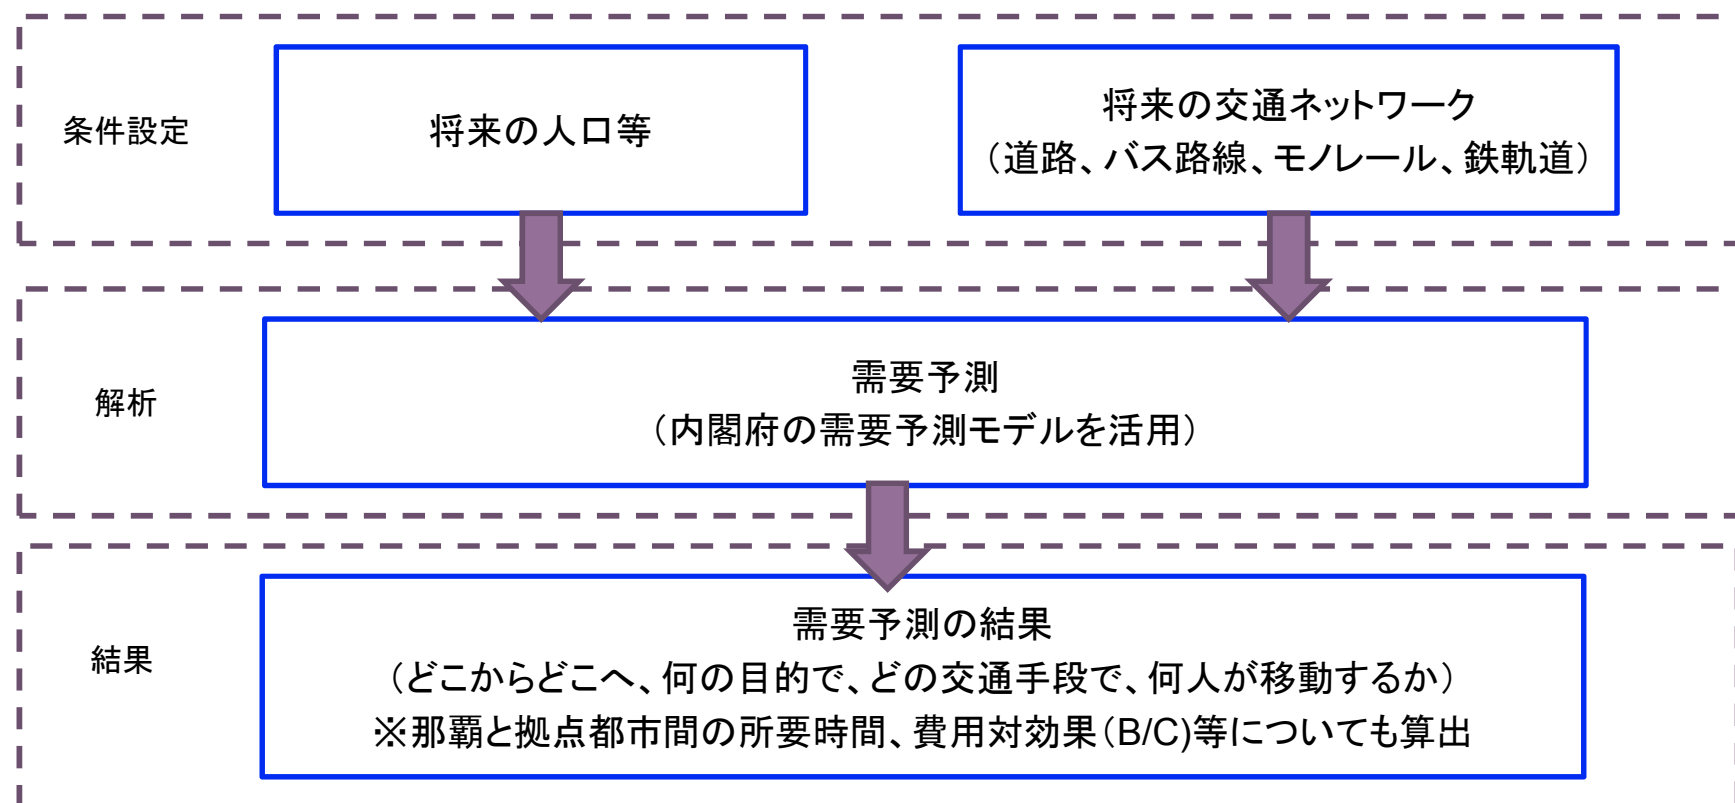 条件設定
将来の人口等
将来の交通ネットワーク
（道路、バス路線、モノレール、鉄軌道）
解析
需要予測
（内閣府の需要予測モデルを活用）
結果
需要予測の結果
（どこからどこへ、何の目的で、どの交通手段で、何人が移動するか）
※那覇と拠点都市間の所要時間、費用対効果（B/C)等についても算出